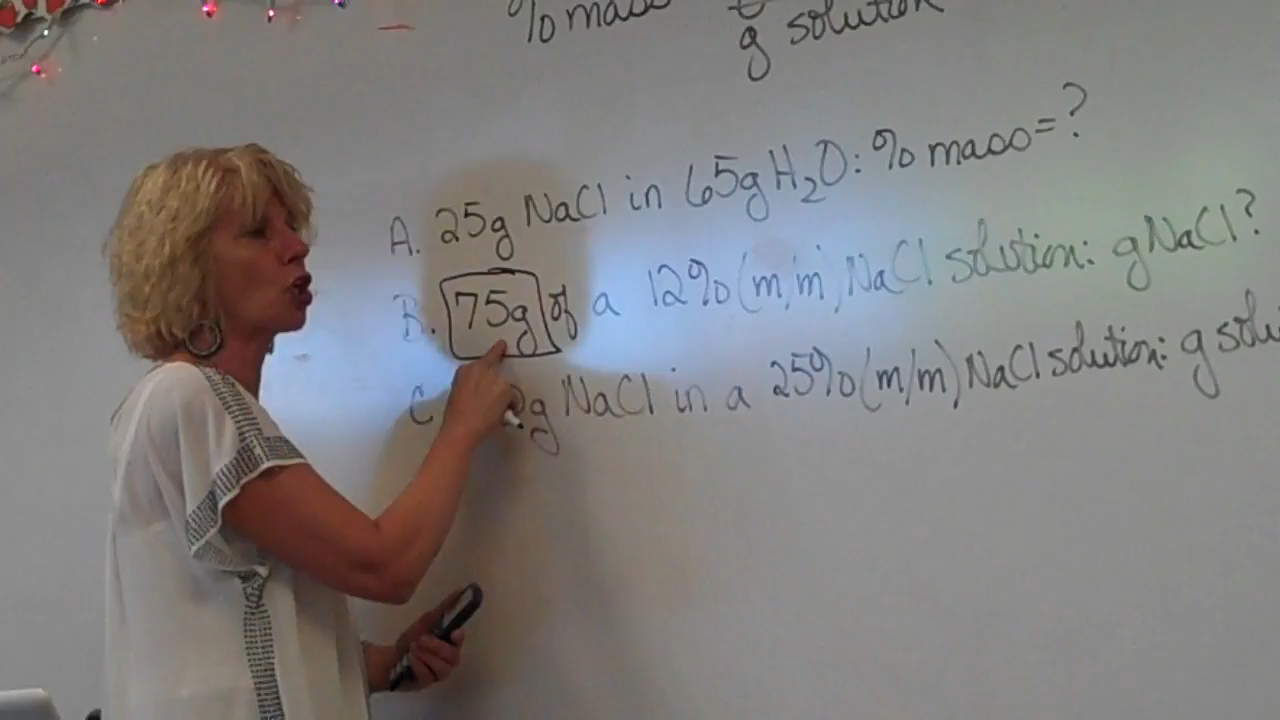 % mass
g solution
A. 25g NaCl in 65g H₂O: % mass = ?
B. 75g of a 12% (m/m) NaCl solution: g NaCl?
C g NaCl in a 25% (m/m) NaCl solution: g solu